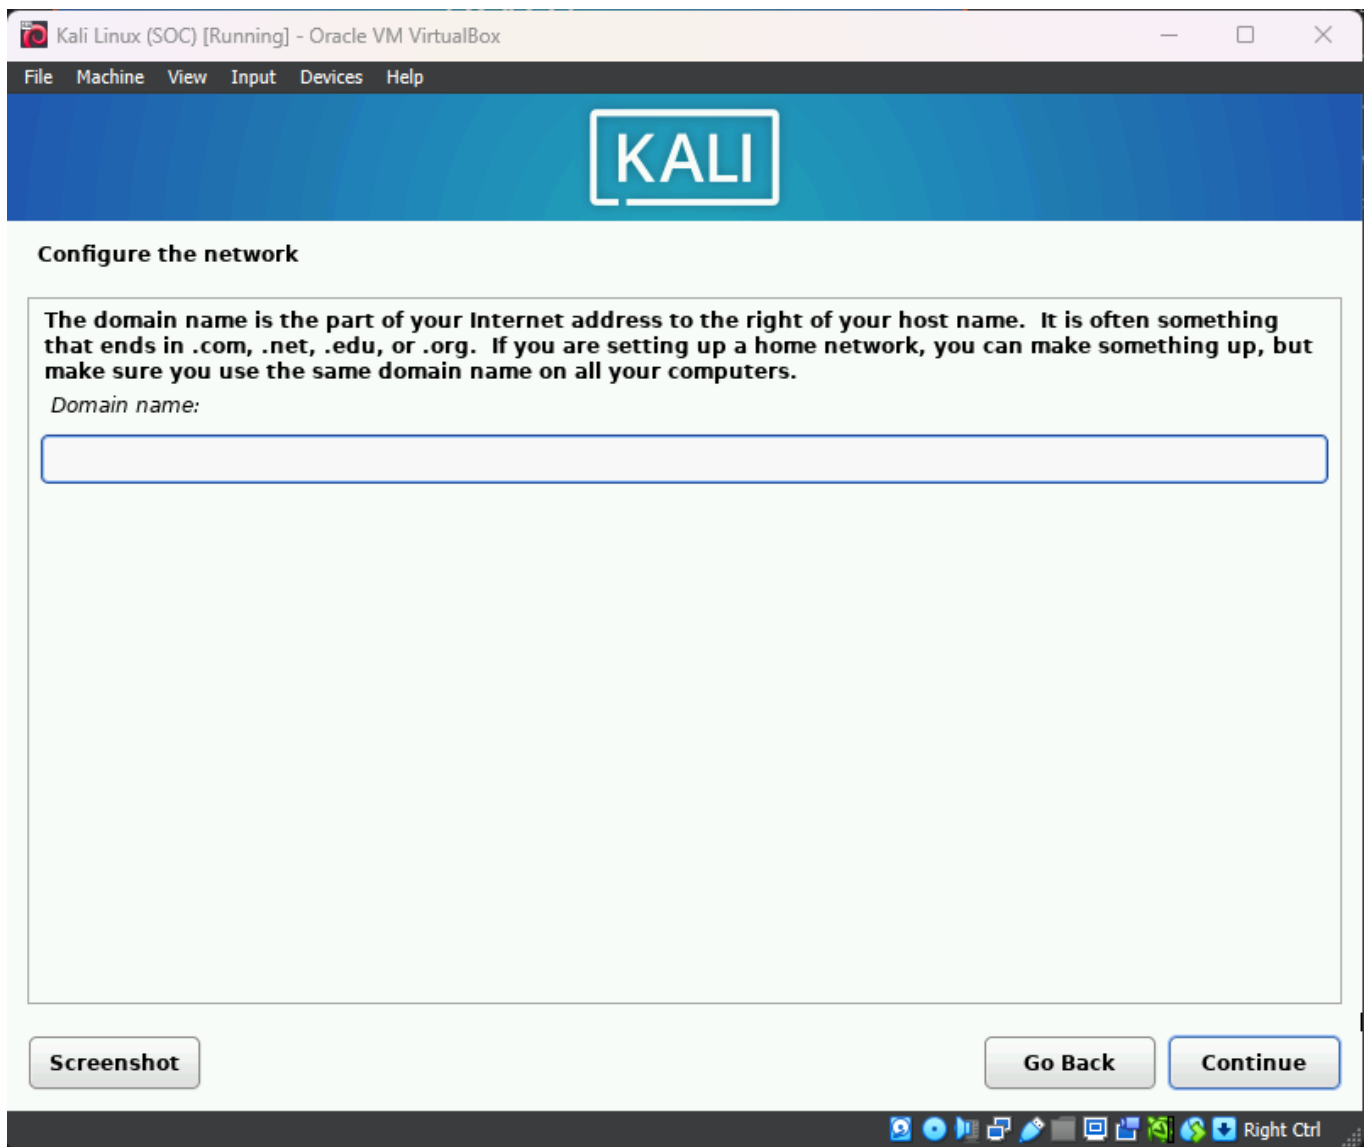 Kali Linux (SOC) [Running] - Oracle VM VirtualBox
File Machine View Input Devices Help
KALI
Configure the network
The domain name is the part of your Internet address to the right of your host name.  It is often something
that ends in .com, .net, .edu, or .org.  If you are setting up a home network, you can make something up, but
make sure you use the same domain name on all your computers.
Domain name:
Screenshot
Go Back
Continue
Right Ctrl